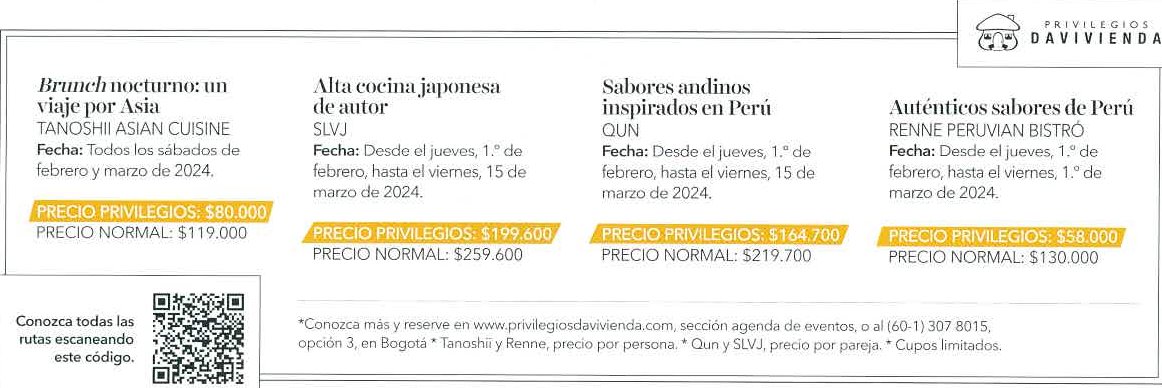 PRIVILEGIOS
DAVIVIENDA
Brunch nocturno: un
viaje por Asia
TANOSHII ASIAN CUISINE
Fecha: Todos los sábados de
febrero y marzo de 2024.
PRECIO PRIVILEGIOS: $80.000
PRECIO NORMAL: $119.000
Alta cocina japonesa
de autor
SLVJ
Fecha: Desde el jueves, 1.º de
febrero, hasta el viernes, 15 de
marzo de 2024.
PRECIO PRIVILEGIOS: $199.600
PRECIO NORMAL: $259.600
Sabores andinos
inspirados en Perú
QUN
Fecha: Desde el jueves, 1.º de
febrero, hasta el viernes, 15 de
marzo de 2024.
PRECIO PRIVILEGIOS: $164.700
PRECIO NORMAL: $219.700
Auténticos sabores de Perú
RENNE PERUVIAN BISTRÓ
Fecha: Desde el jueves, 1.º de
febrero, hasta el viernes, 1.º de
marzo de 2024.
PRECIO PRIVILEGIOS: $58.000
PRECIO NORMAL: $130.000
Conozca todas las
rutas escaneando
este código.
*Conozca más y reserve en www.privilegiosdavivienda.com, sección agenda de eventos, o al (60-1) 307 8015,
opción 3, en Bogotá * Tanoshii y Renne, precio por persona. * Qun y SLVJ, precio por pareja. * Cupos limitados.